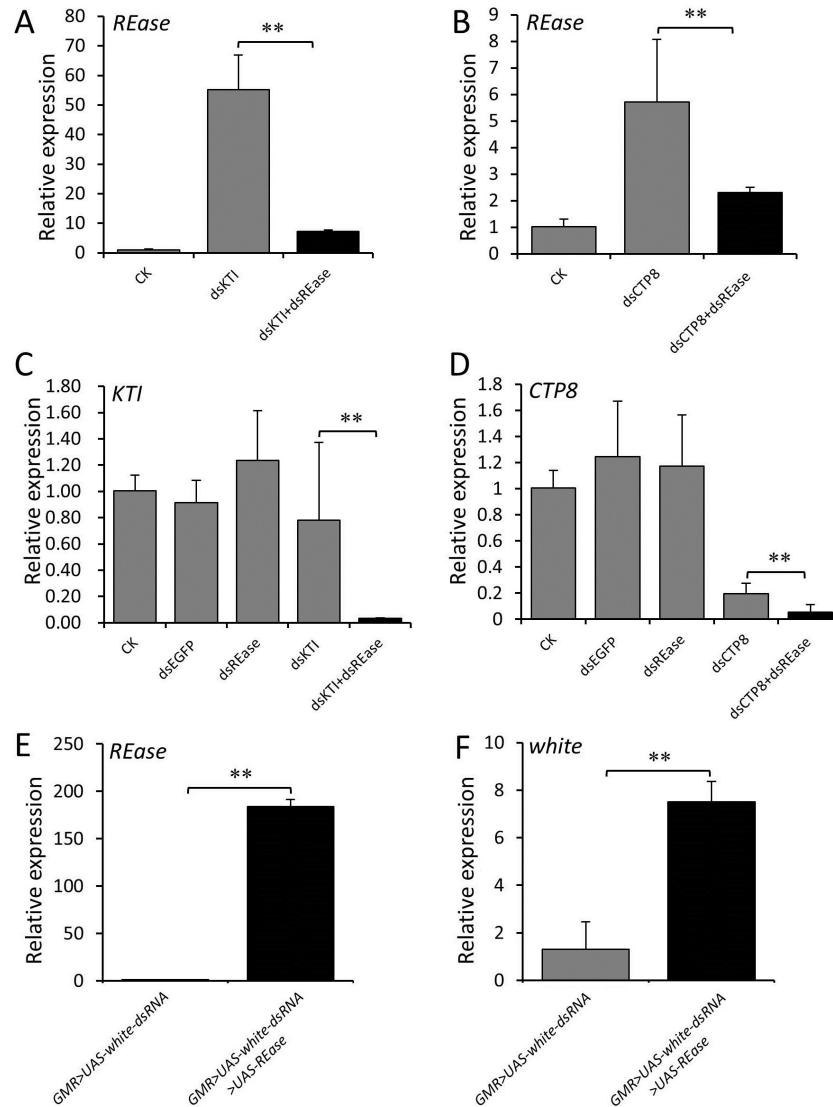 A
REase
**
Relative expression
80
70
60
50
40
30
20
10
0
CK
dsKTI
dsKTI+dsREase
B
REase
**
Relative expression
9
8
7
6
5
4
3
2
1
0
CK
dsCTP8
dsCTP8+dsREase
C
KTI
**
Relative expression
1.80
1.60
1.40
1.20
1.00
0.80
0.60
0.40
0.20
0.00
CK
dsEGFP
dsREase
dsKTI
dsKTI+dsREase
D
CTP8
**
Relative expression
1.8
1.6
1.4
1.2
1
0.8
0.6
0.4
0.2
0
CK
dsEGFP
dsREase
dsCTP8
dsCTP8+dsREase
E
REase
**
Relative expression
250
200
150
100
50
0
GMR>UAS-white-dsRNA
GMR>UAS-white-dsRNA
>UAS-REase
F
white
**
Relative expression
10
8
6
4
2
0
GMR>UAS-white-dsRNA
GMR>UAS-white-dsRNA
>UAS-REase